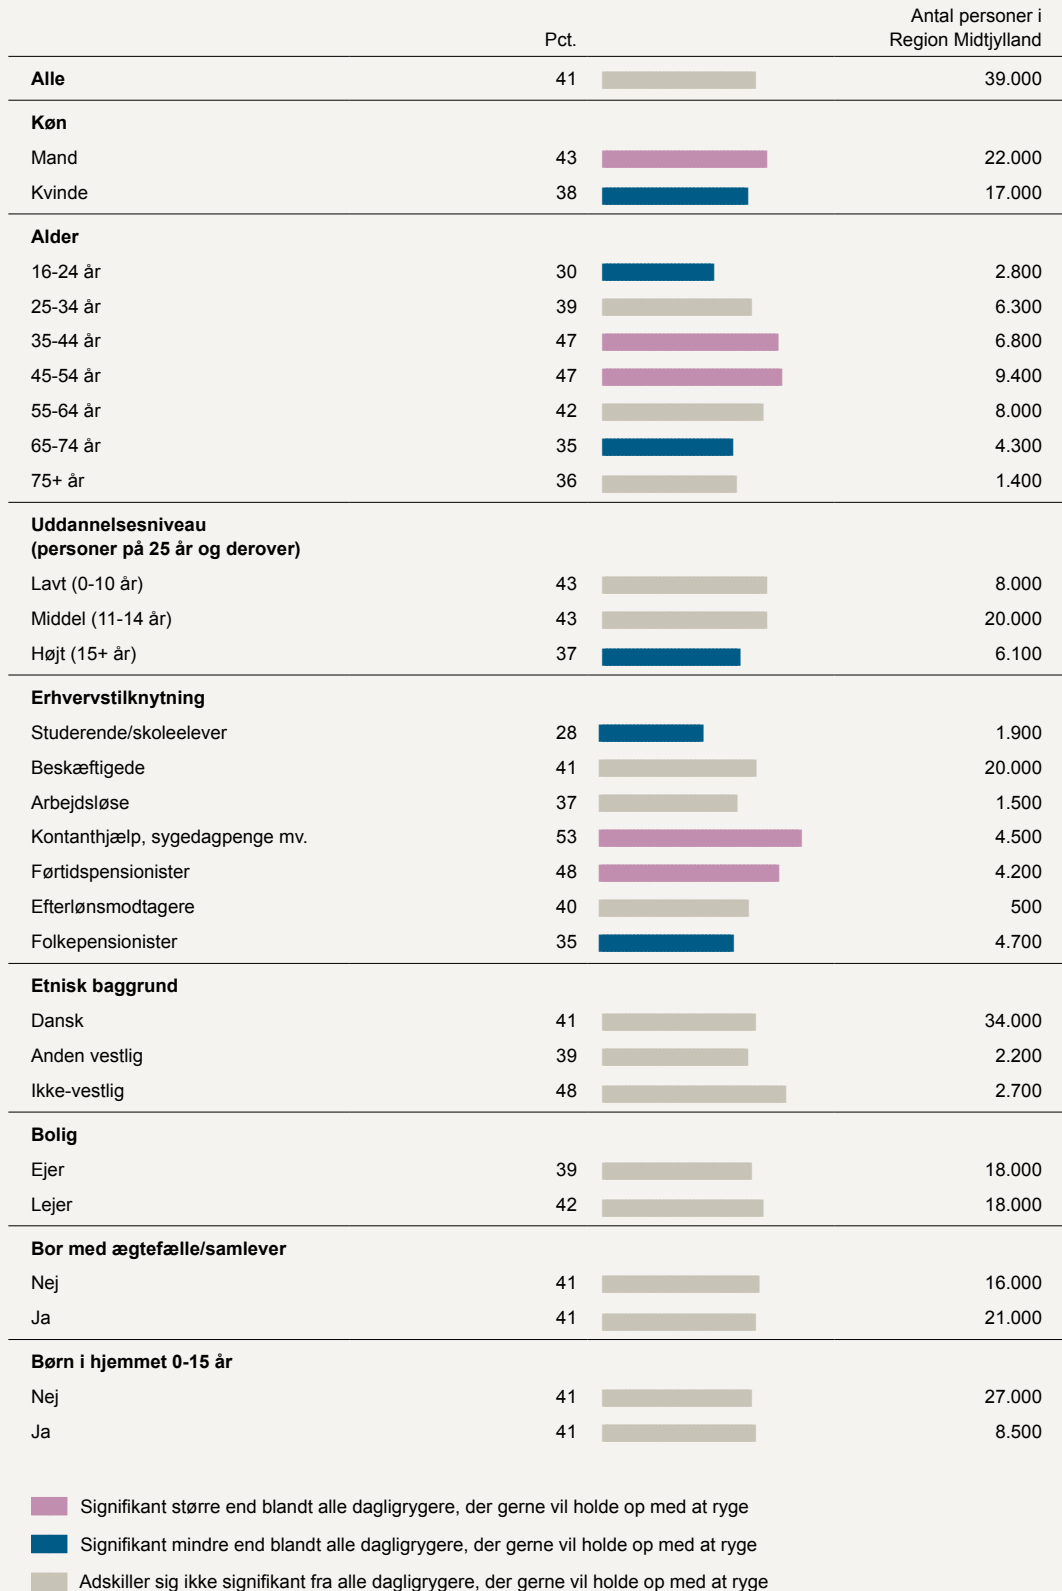 Pct. Antal personer i
Region Midtjylland
Alle 41 39.000
Køn
Mand 43 22.000
Kvinde 38 17.000
Alder
16-24 år 30 2.800
25-34 år 39 6.300
35-44 år 47 6.800
45-54 år 47 9.400
55-64 år 42 8.000
65-74 år 35 4.300
75+ år 36 1.400
Uddannelsesniveau
(personer på 25 år og derover)
Lavt (0-10 år) 43 8.000
Middel (11-14 år) 43 20.000
Højt (15+ år) 37 6.100
Erhvervstilknytning
Studerende/skoleelever 28 1.900
Beskæftigede 41 20.000
Arbejdsløse 37 1.500
Kontanthjælp, sygedagpenge mv. 53 4.500
Førtidspensionister 48 4.200
Efterlønsmodtagere 40 500
Folkepensionister 35 4.700
Etnisk baggrund
Dansk 41 34.000
Anden vestlig 39 2.200
Ikke-vestlig 48 2.700
Bolig
Ejer 39 18.000
Lejer 42 18.000
Bor med ægtefælle/samlever
Nej 41 16.000
Ja 41 21.000
Børn i hjemmet 0-15 år
Nej 41 27.000
Ja 41 8.500
Signifikant større end blandt alle dagligrygere, der gerne vil holde op med at ryge
Signifikant mindre end blandt alle dagligrygere, der gerne vil holde op med at ryge
Adskiller sig ikke signifikant fra alle dagligrygere, der gerne vil holde op med at ryge